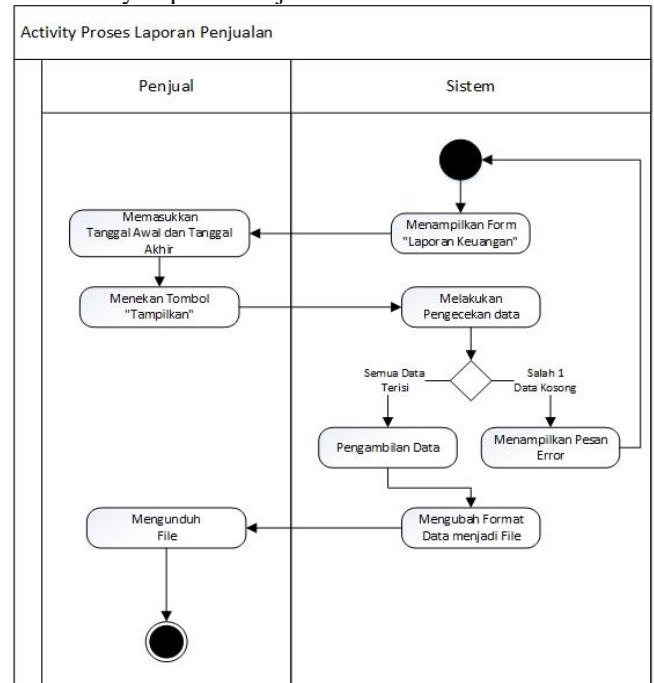 Activity Proses Laporan Penjualan
Penjual
Sistem
Menampilkan Form
"Laporan Keuangan"
Memasukkan
Tanggal Awal dan Tanggal
Akhir
Menekan Tombol
"Tampilkan"
Melakukan
Pengecekan data
Semua Data
Terisi
Salah 1
Data Kosong
Pengambilan Data
Menampilkan Pesan
Error
Mengubah Format
Data menjadi File
Mengunduh
File